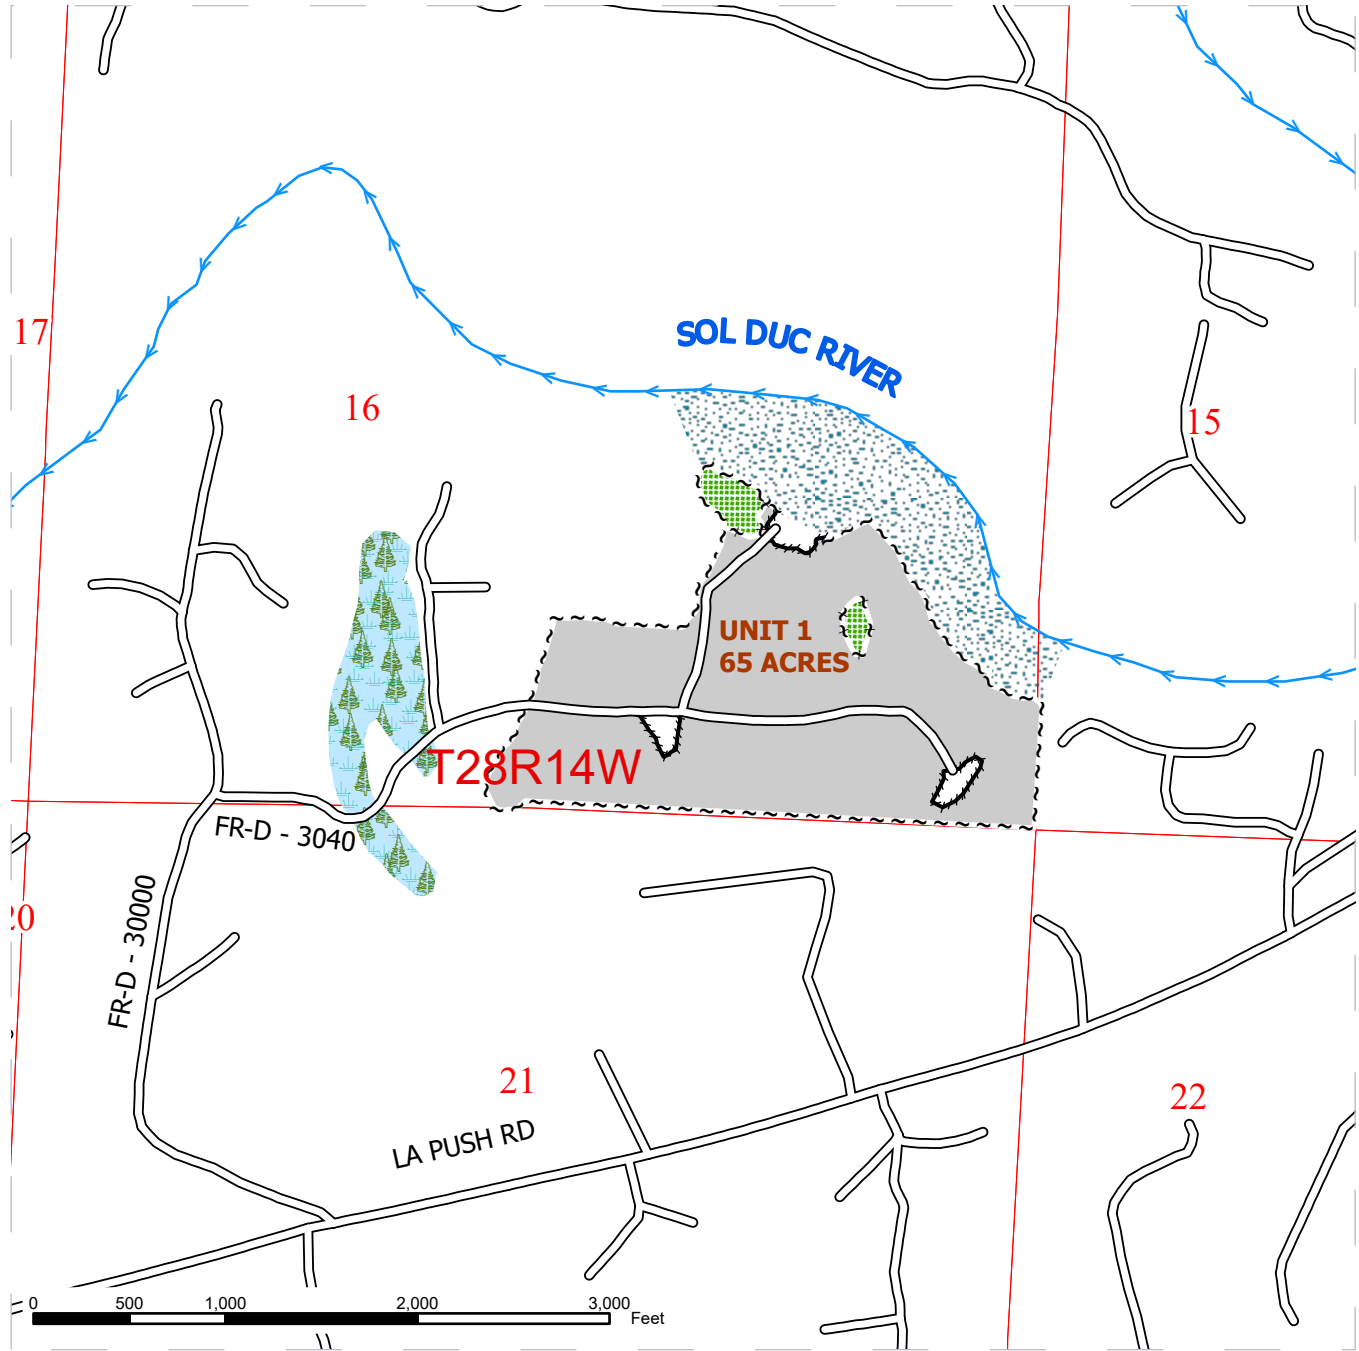 SOL DUC RIVER
17
16
15
UNIT 1
65 ACRES
T28R14W
FR-D - 3040
FR-D - 30000
20
21
22
LA PUSH RD
0 500 1,000 2,000 3,000
Feet